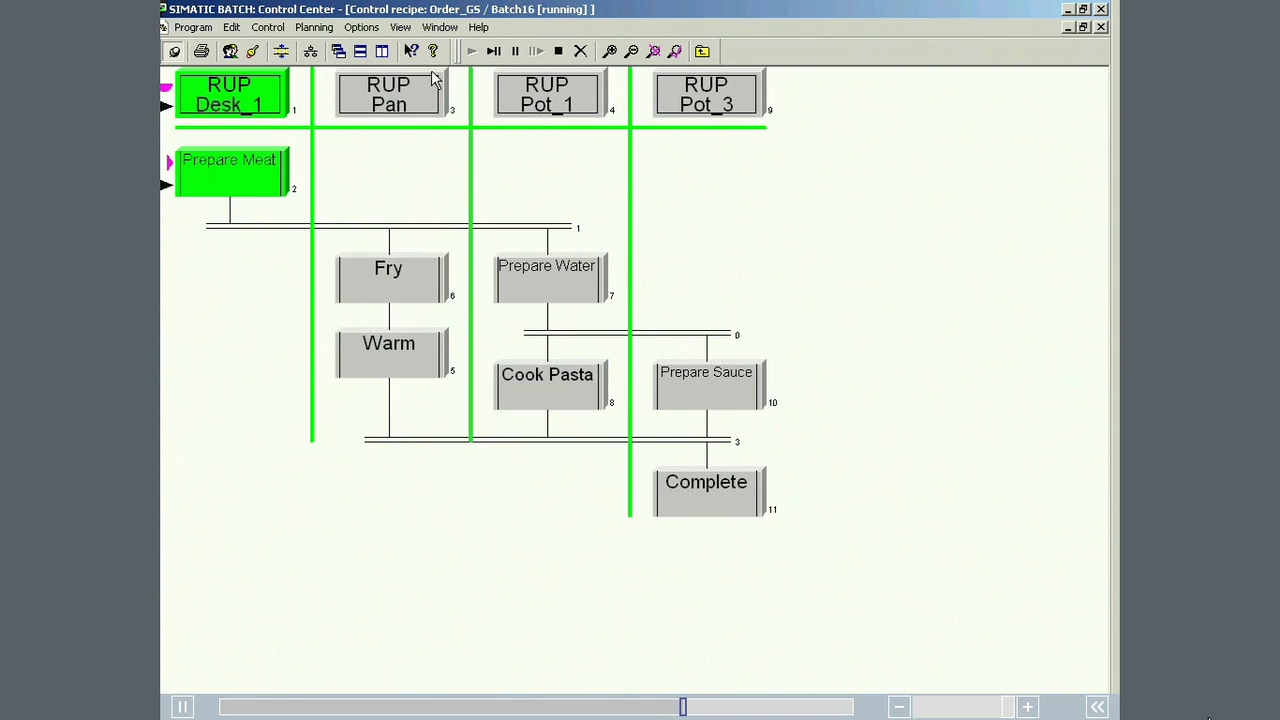 SIMATIC BATCH: Control Center - [Control recipe: Order_GS / Batch16 [running] ]
Program Edit Control Planning Options View Window Help
RUP
Desk_1
1
RUP
Pan
3
RUP
Pot_1
4
RUP
Pot_3
9
Prepare Meat
2
1
Fry
6
Prepare Water
7
0
Warm
5
Cook Pasta
8
Prepare Sauce
10
3
Complete
11